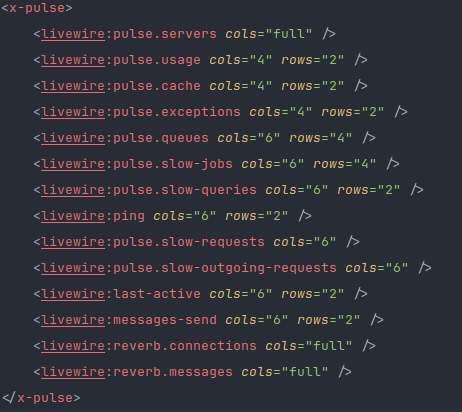 <x-pulse>
<livewire:pulse.servers cols="full" />
<livewire:pulse.usage cols="4" rows="2" />
<livewire:pulse.cache cols="4" rows="2" />
<livewire:pulse.exceptions cols="4" rows="2" />
<livewire:pulse.queues cols="6" rows="4" />
<livewire:pulse.slow-jobs cols="6" rows="4" />
<livewire:pulse.slow-queries cols="6" rows="2" />
<livewire:ping cols="6" rows="2" />
<livewire:pulse.slow-requests cols="6" />
<livewire:pulse.slow-outgoing-requests cols="6" />
<livewire:last-active cols="6" rows="2" />
<livewire:messages-send cols="6" rows="2" />
<livewire:reverb.connections cols="full" />
<livewire:reverb.messages cols="full" />
</x-pulse>